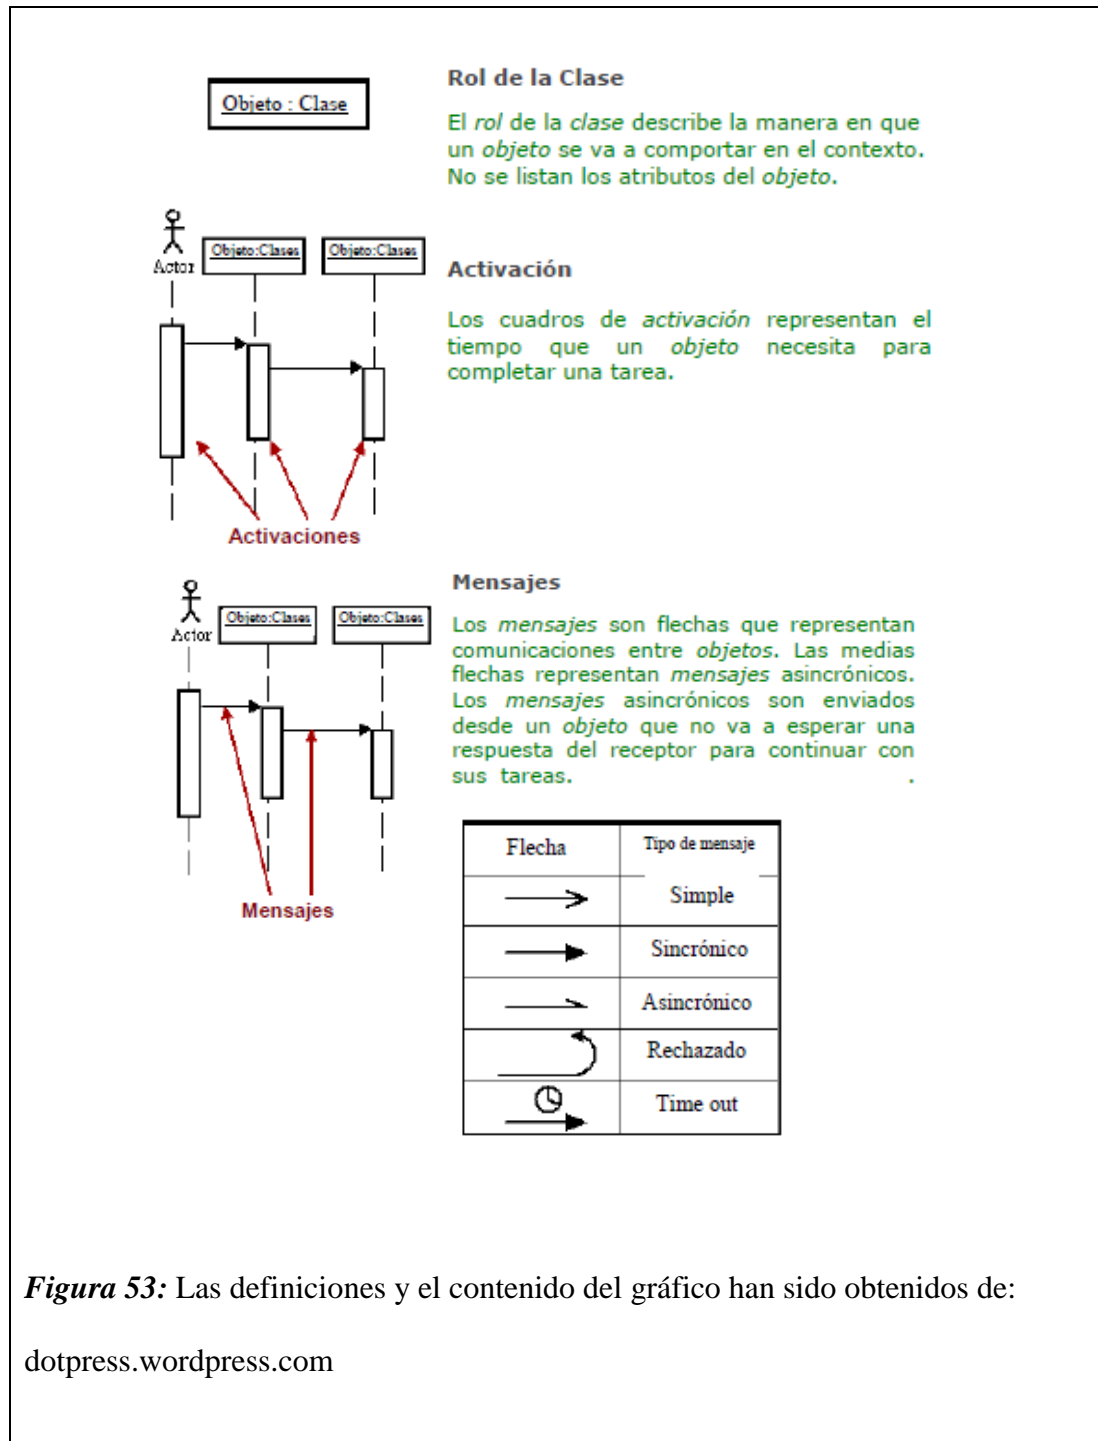 Objeto : Clase
Rol de la Clase
El rol de la clase describe la manera en que
un objeto se va a comportar en el contexto.
No se listan los atributos del objeto.
Actor
Objeto:Clases
Objeto:Clases
Activaciones
Activación
Los cuadros de activación representan el
tiempo que un objeto necesita para
completar una tarea.
Actor
Objeto:Clases
Objeto:Clases
Mensajes
Mensajes
Los mensajes son flechas que representan
comunicaciones entre objetos. Las medias
flechas representan mensajes asincrónicos.
Los mensajes asincrónicos son enviados
desde un objeto que no va a esperar una
respuesta del receptor para continuar con
sus tareas. .
Flecha Tipo de mensaje
Simple
Sincrónico
Asincrónico
Rechazado
Time out
Figura 53: Las definiciones y el contenido del gráfico han sido obtenidos de:
dotpress.wordpress.com